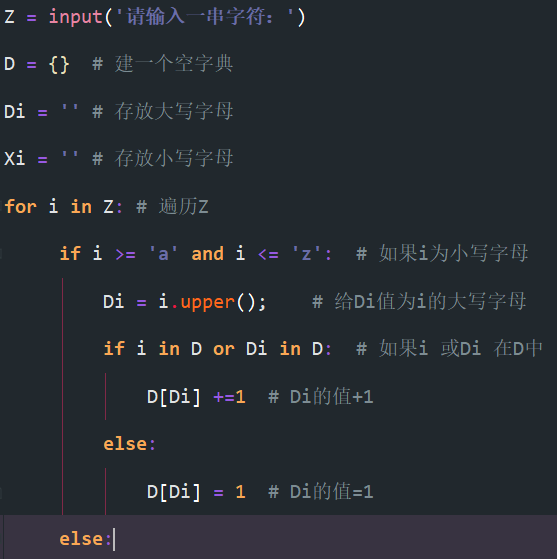 Z = input('请输入一串字符：')
D = {}  # 建一个空字典
Di = '' # 存放大写字母
Xi = '' # 存放小写字母
for i in Z: # 遍历Z
if i >= 'a' and i <= 'z':  # 如果i为小写字母
Di = i.upper();    # 给Di值为i的大写字母
if i in D or Di in D:  # 如果i 或Di 在D中
D[Di] +=1  # Di的值+1
else:
D[Di] = 1  # Di的值=1
else: